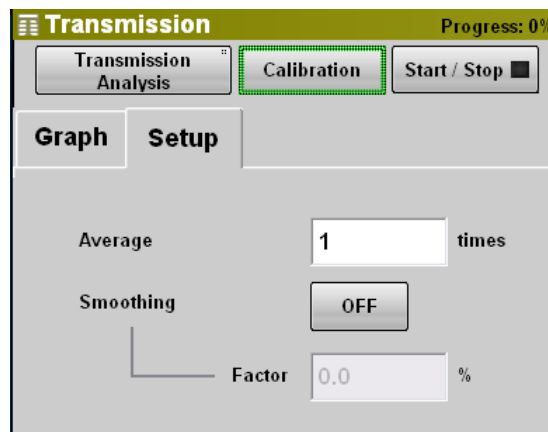 Transmission Progress: 0%
Transmission
Analysis
Calibration
Start / Stop
Graph
Setup
Average 1 times
Smoothing OFF
Factor 0.0 %